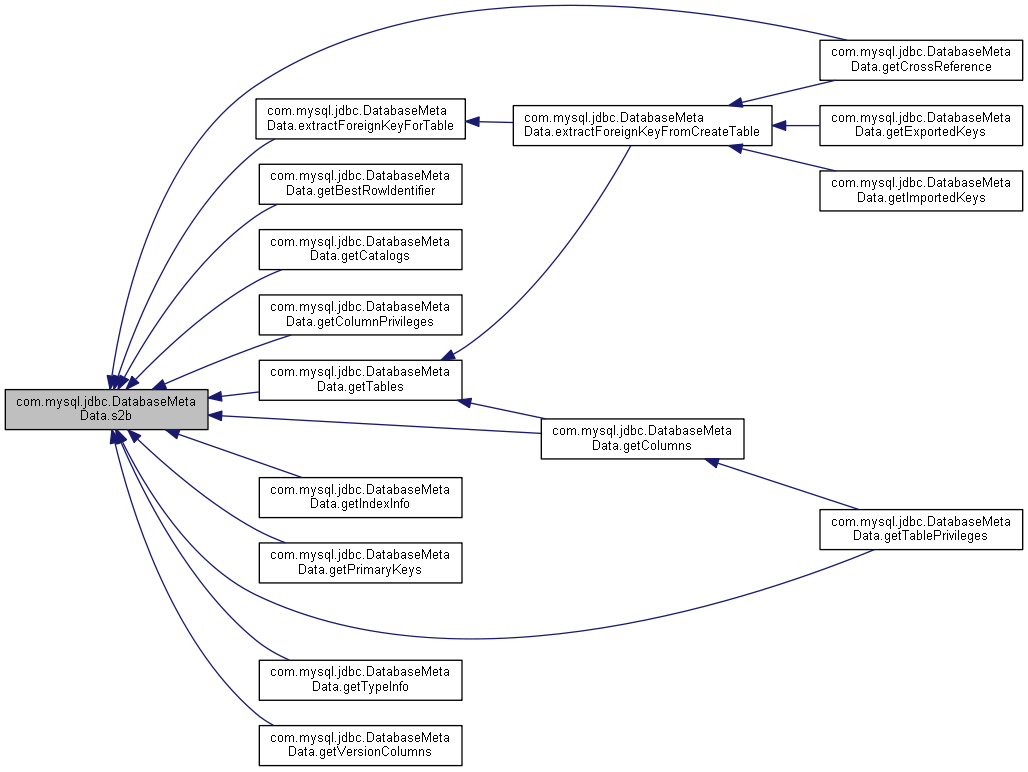 com.mysql.jdbc.DatabaseMeta
Data.getCrossReference
com.mysql.jdbc.DatabaseMeta
Data.extractForeignKeyForTable
com.mysql.jdbc.DatabaseMeta
Data.extractForeignKeyFromCreateTable
com.mysql.jdbc.DatabaseMeta
Data.getExportedKeys
com.mysql.jdbc.DatabaseMeta
Data.getBestRowIdentifier
com.mysql.jdbc.DatabaseMeta
Data.getImportedKeys
com.mysql.jdbc.DatabaseMeta
Data.getCatalogs
com.mysql.jdbc.DatabaseMeta
Data.getColumnPrivileges
com.mysql.jdbc.DatabaseMeta
Data.getTables
com.mysql.jdbc.DatabaseMeta
Data.s2b
com.mysql.jdbc.DatabaseMeta
Data.getColumns
com.mysql.jdbc.DatabaseMeta
Data.getIndexInfo
com.mysql.jdbc.DatabaseMeta
Data.getTablePrivileges
com.mysql.jdbc.DatabaseMeta
Data.getPrimaryKeys
com.mysql.jdbc.DatabaseMeta
Data.getTypeInfo
com.mysql.jdbc.DatabaseMeta
Data.getVersionColumns